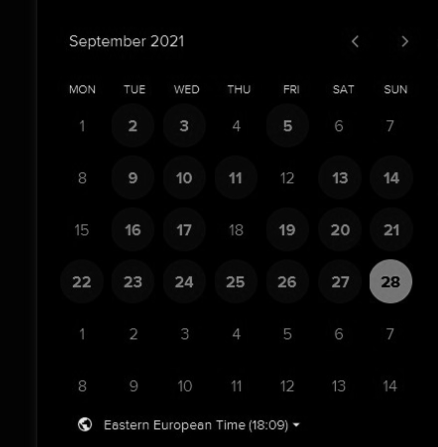 September 2021
MON TUE WED THU FRI SAT SUN
1 2 3 4 5 6 7
8 9 10 11 12 13 14
15 16 17 18 19 20 21
22 23 24 25 26 27 28
1 2 3 4 5 6 7
8 9 10 11 12 13 14
Eastern European Time (18:09)